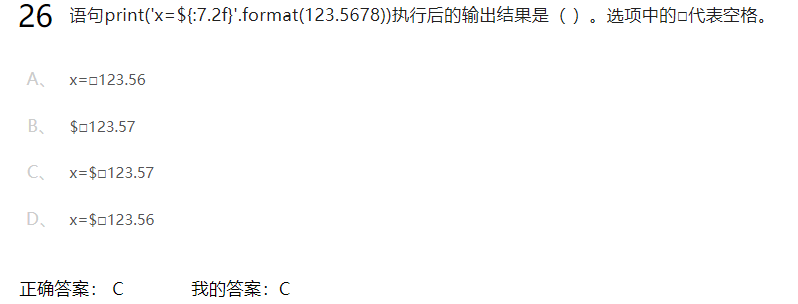 26 语句print('x=${:7.2f}'.format(123.5678))执行后的输出结果是（ ）。选项中的□代表空格。
A、 x=□123.56
B、 $□123.57
C、 x=$□123.57
D、 x=$□123.56
正确答案： C 我的答案：C